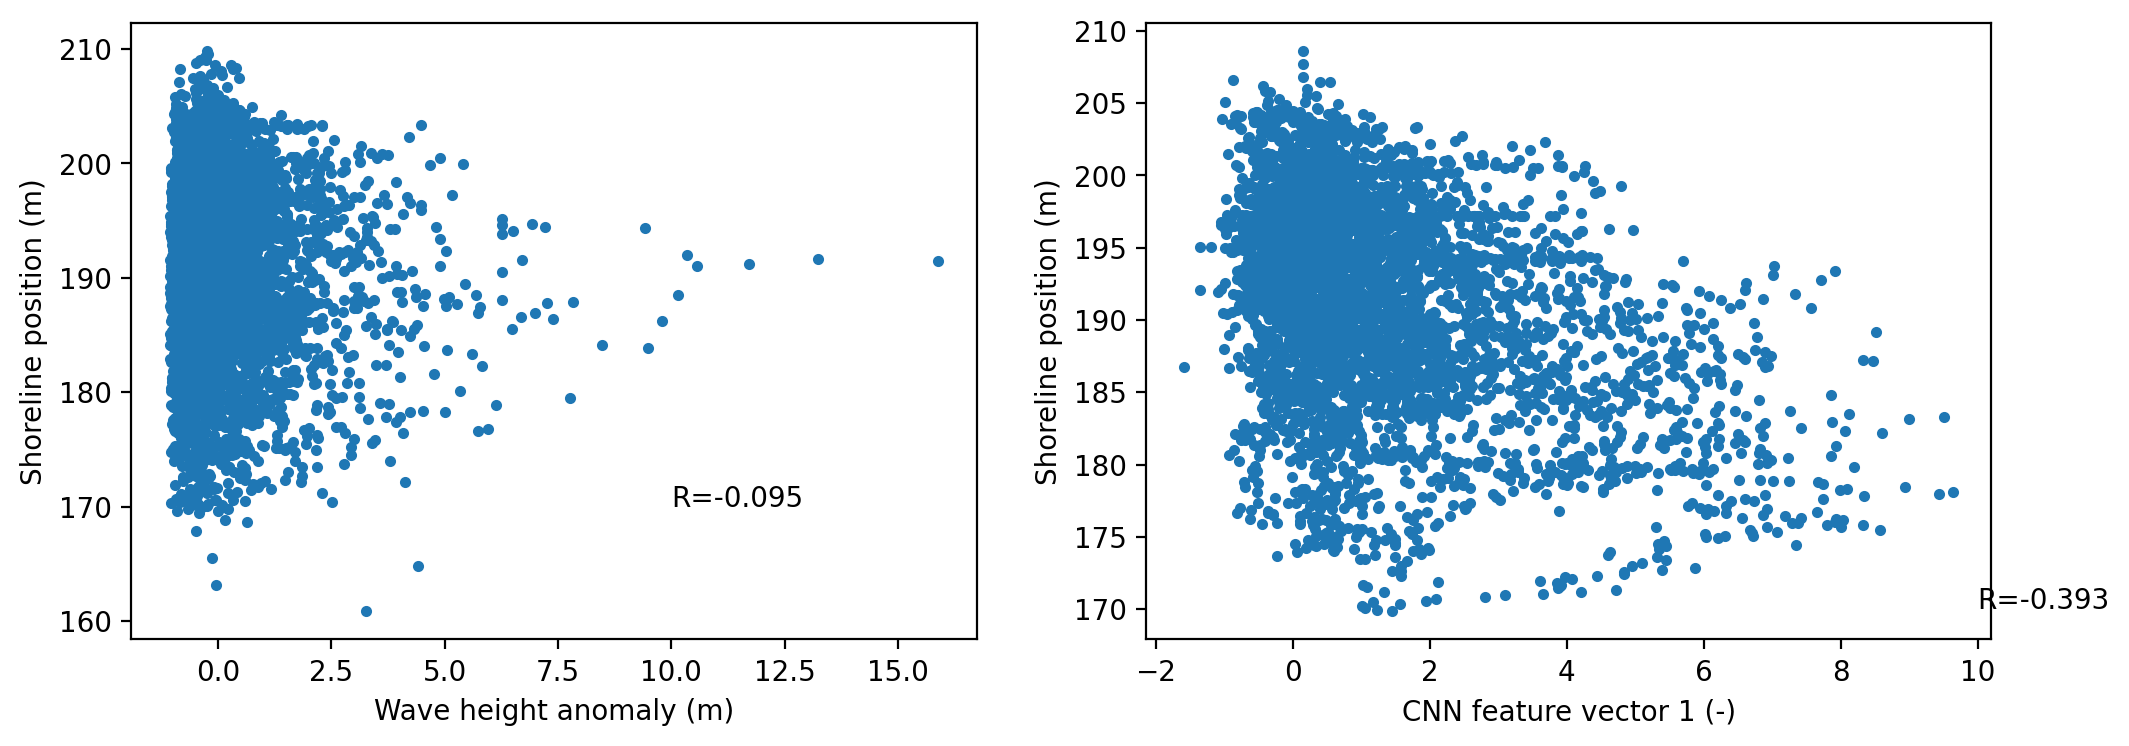 210
200
190
180
170
160
Shoreline position (m)
R=-0.095
0.0 2.5 5.0 7.5 10.0 12.5 15.0
Wave height anomaly (m)
210
205
200
195
190
185
180
175
170
Shoreline position (m)
R=-0.393
−2 0 2 4 6 8 10
CNN feature vector 1 (-)